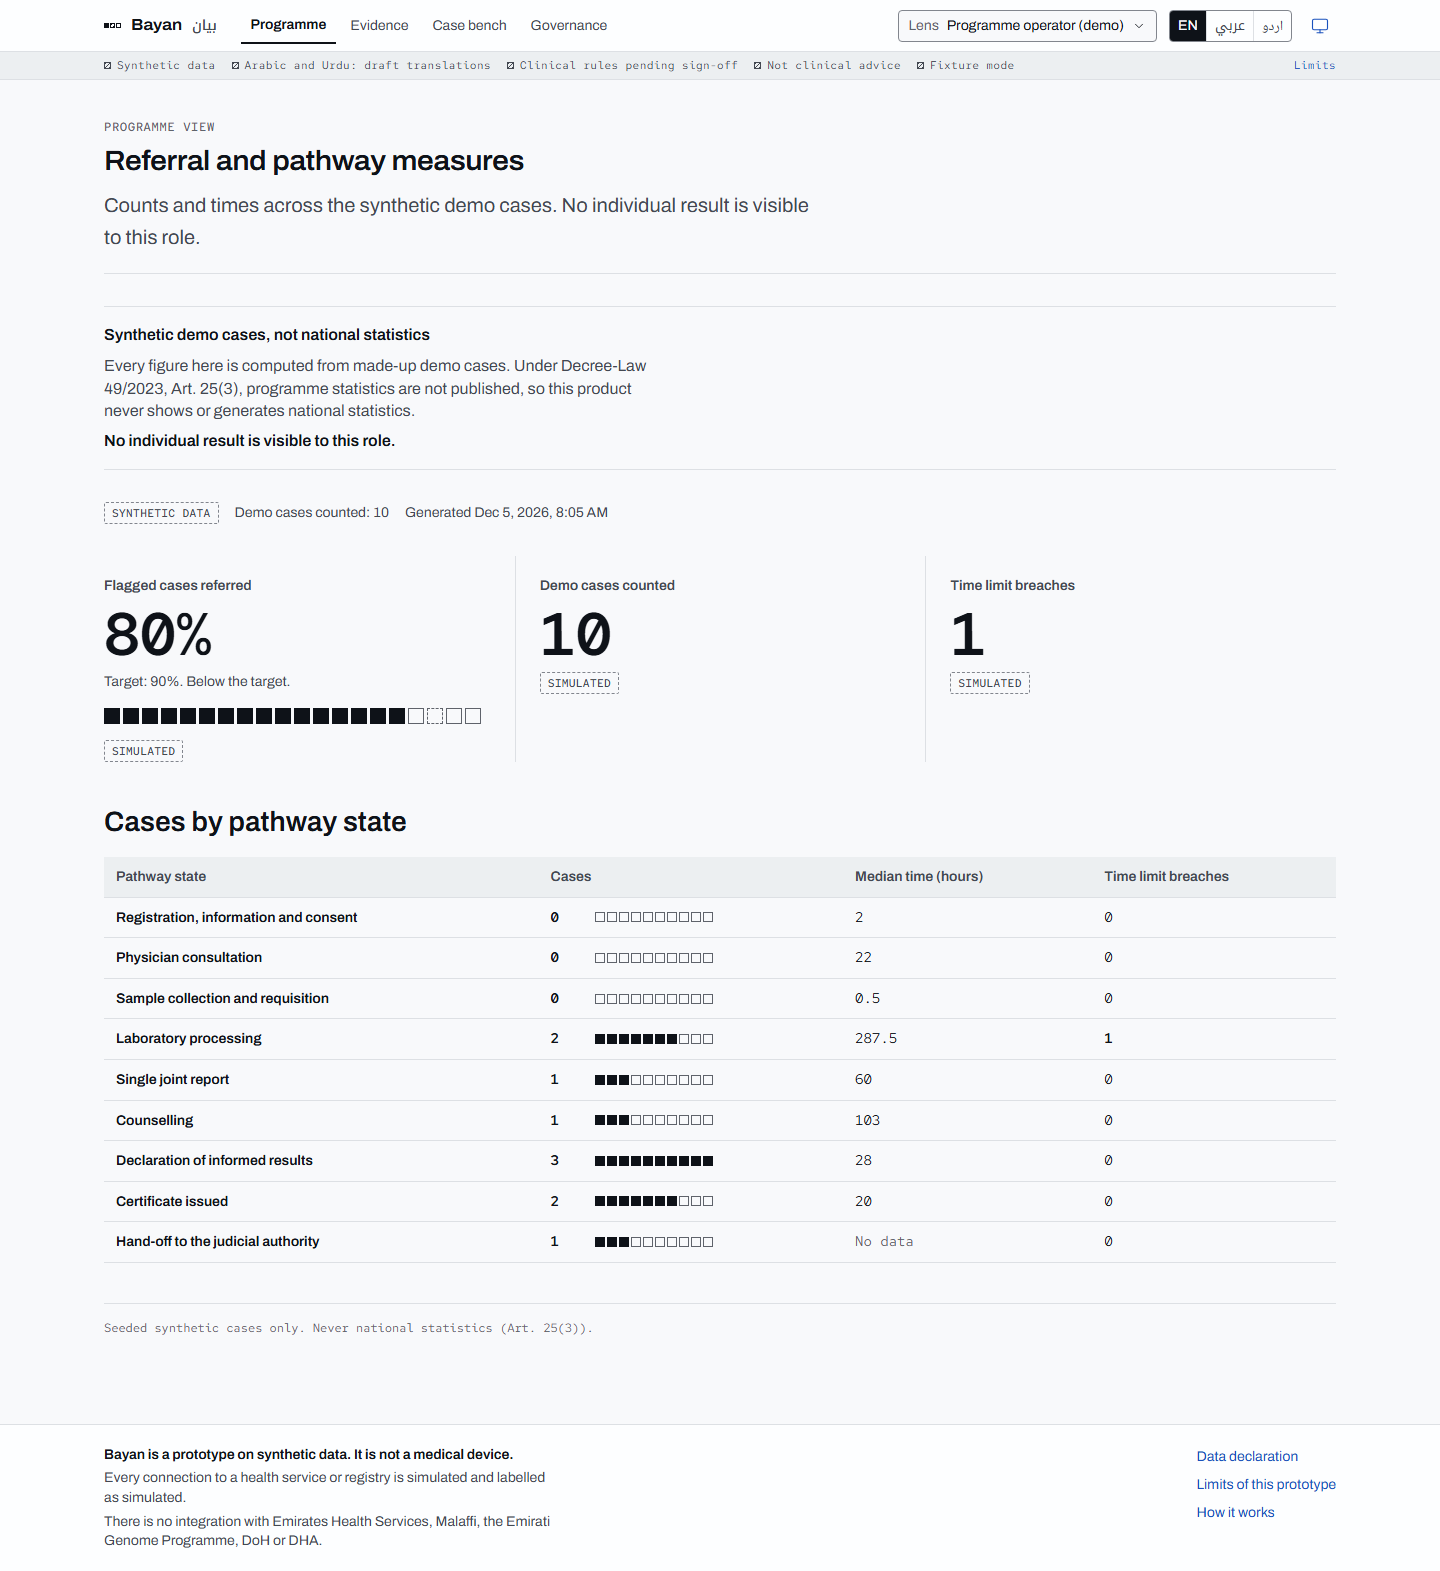 Bayan بيان Programme Evidence Case bench Governance Lens Programme operator (demo) EN عربي اردو
Synthetic data Arabic and Urdu: draft translations Clinical rules pending sign-off Not clinical advice Fixture mode Limits
PROGRAMME VIEW
Referral and pathway measures
Counts and times across the synthetic demo cases. No individual result is visible
to this role.
Synthetic demo cases, not national statistics
Every figure here is computed from made-up demo cases. Under Decree-Law
49/2023, Art. 25(3), programme statistics are not published, so this product
never shows or generates national statistics.
No individual result is visible to this role.
SYNTHETIC DATA Demo cases counted: 10 Generated Dec 5, 2026, 8:05 AM
Flagged cases referred
80%
Target: 90%. Below the target.
SIMULATED
Demo cases counted
10
SIMULATED
Time limit breaches
1
SIMULATED
Cases by pathway state
Pathway state Cases Median time (hours) Time limit breaches
Registration, information and consent 0 2 0
Physician consultation 0 22 0
Sample collection and requisition 0 0.5 0
Laboratory processing 2 287.5 1
Single joint report 1 60 0
Counselling 1 103 0
Declaration of informed results 3 28 0
Certificate issued 2 20 0
Hand-off to the judicial authority 1 No data 0
Seeded synthetic cases only. Never national statistics (Art. 25(3)).
Bayan is a prototype on synthetic data. It is not a medical device.
Every connection to a health service or registry is simulated and labelled
as simulated.
There is no integration with Emirates Health Services, Malaffi, the Emirati
Genome Programme, DoH or DHA.
Data declaration
Limits of this prototype
How it works